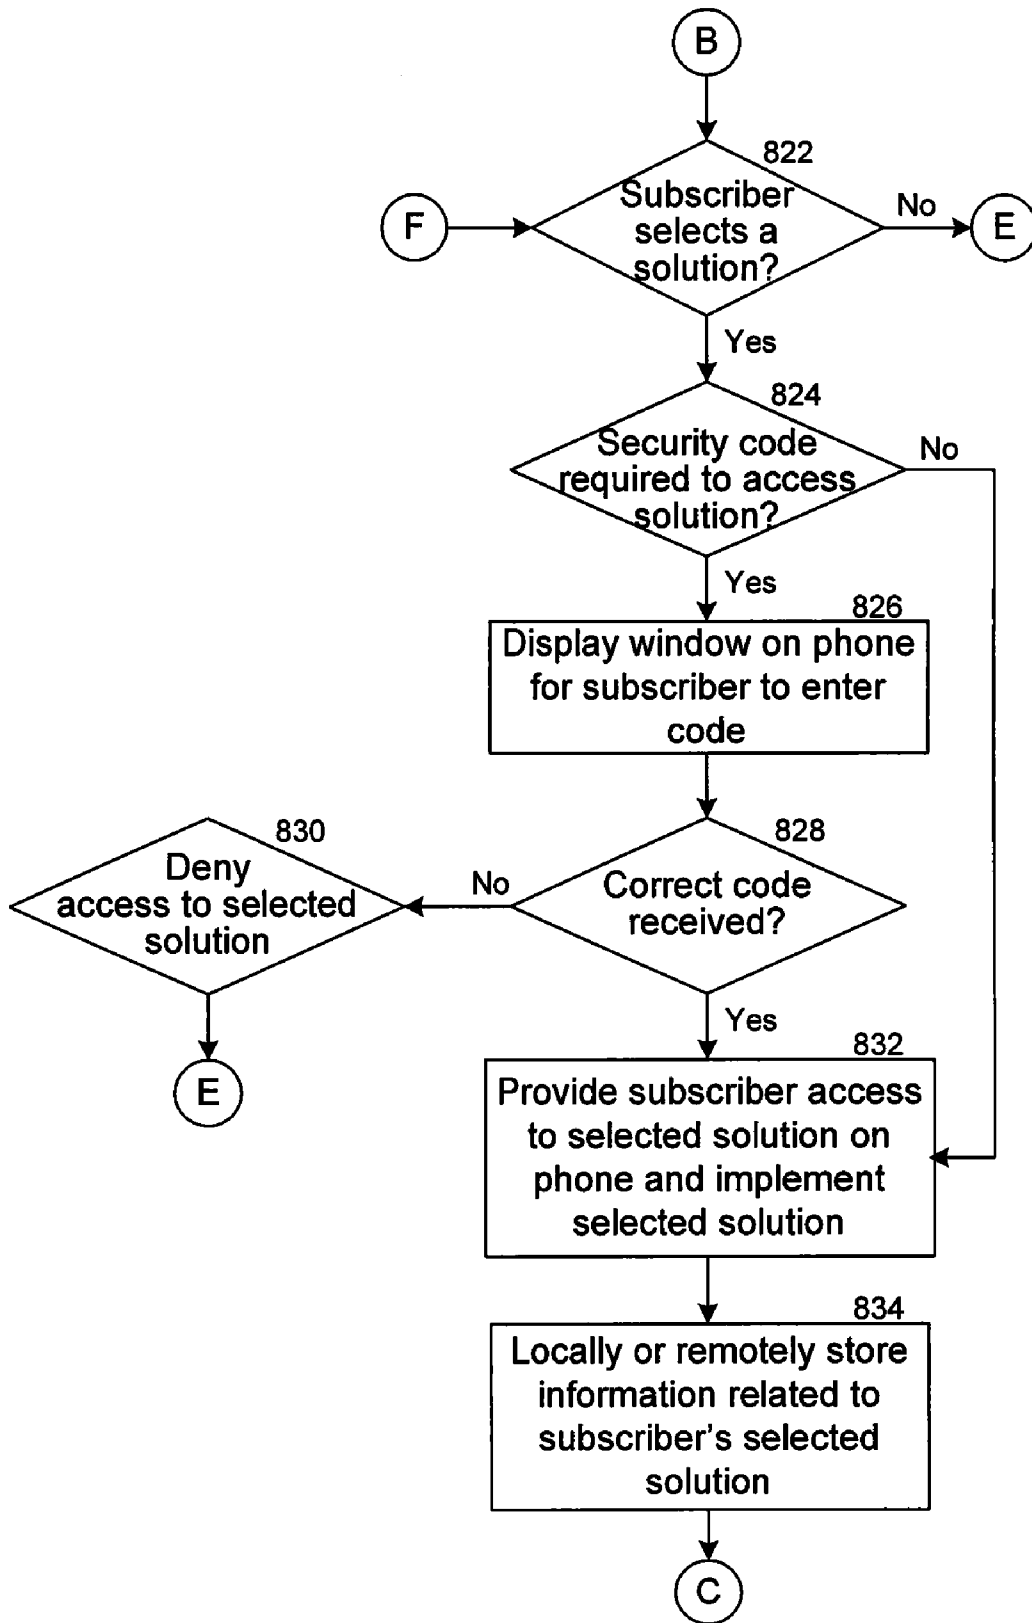 B
822
Subscriber
selects a
solution?
F
No
E
Yes
824
Security code
required to access
solution?
No
Yes
826
Display window on phone
for subscriber to enter
code
828
Correct code
received?
No
830
Deny
access to selected
solution
E
Yes
832
Provide subscriber access
to selected solution on
phone and implement
selected solution
834
Locally or remotely store
information related to
subscriber's selected
solution
C